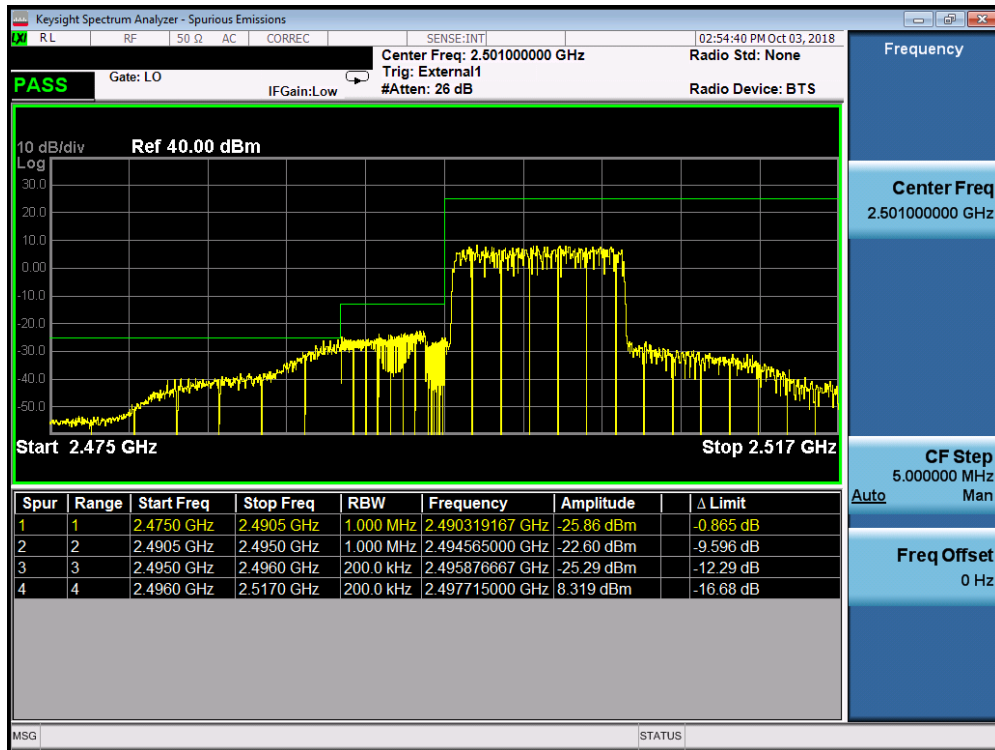 Keysight Spectrum Analyzer - Spurious Emissions
LXI RL RF 50 Ω AC CORREC SENSE:INT 02:54:40 PM Oct 03, 2018
Center Freq: 2.501000000 GHz Radio Std: None
Gate: LO Trig: External1
PASS IFGain:Low #Atten: 26 dB Radio Device: BTS
10 dB/div Ref 40.00 dBm
Log
30.0
20.0
10.0
0.00
-10.0
-20.0
-30.0
-40.0
-50.0
Start 2.475 GHz Stop 2.517 GHz
Spur Range Start Freq Stop Freq RBW Frequency Amplitude Δ Limit
1 1 2.4750 GHz 2.4905 GHz 1.000 MHz 2.490319167 GHz -25.86 dBm -0.865 dB
2 2 2.4905 GHz 2.4950 GHz 1.000 MHz 2.494565000 GHz -22.60 dBm -9.596 dB
3 3 2.4950 GHz 2.4960 GHz 200.0 kHz 2.495876667 GHz -25.29 dBm -12.29 dB
4 4 2.4960 GHz 2.5170 GHz 200.0 kHz 2.497715000 GHz 8.319 dBm -16.68 dB
Frequency
Center Freq
2.501000000 GHz
CF Step
5.000000 MHz
Auto Man
Freq Offset
0 Hz
MSG STATUS